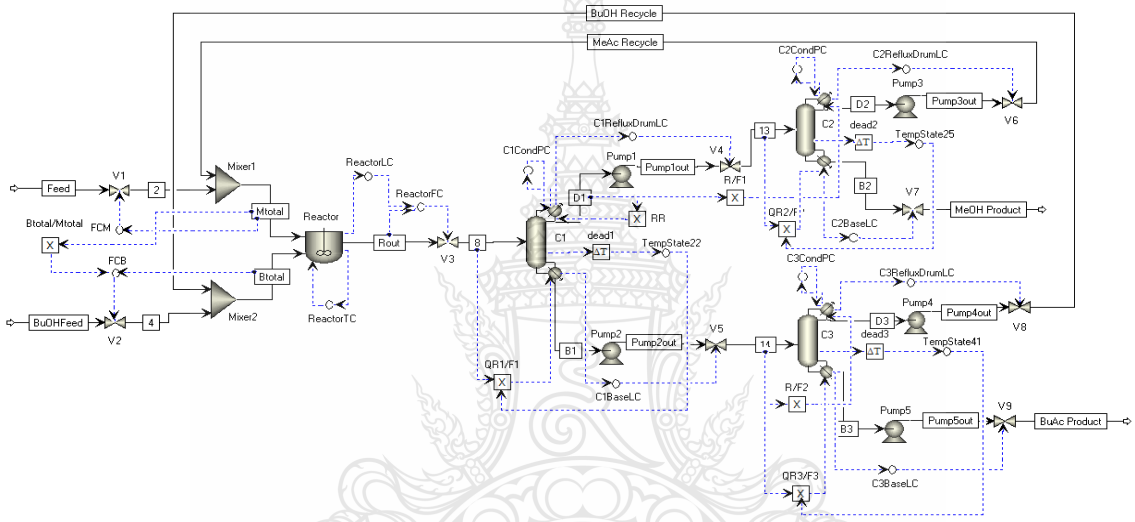 BuOH Recycle
MeAc Recycle
C2CondPC
C2RefluxDrumLC
D2
Pump3
Pump3out
V6
C2
dead2
ΔT
TempState25
C1RefluxDrumLC
C1CondPC
V4
13
Pump1
Pump1out
R/F1
D1
X
RR
X
Mixer1
ReactorLC
ReactorFC
Feed
V1
2
Mtotal
Btotal/Mtotal
FCM
X
Reactor
Rout
V3
8
C1
dead1
ΔT
TempState22
QR2/F
X
B2
V7
MeOH Product
C2BaseLC
FCB
Btotal
BuOHFeed
V2
4
Mixer2
ReactorTC
C3CondPC
C3RefluxDrumLC
Pump4
D3
Pump4out
V8
C3
dead3
ΔT
TempState41
B1
Pump2
Pump2out
V5
14
QR1/F1
X
C1BaseLC
R/F2
X
Pump5
B3
Pump5out
V9
BuAc Product
C3BaseLC
QR3/F3
X